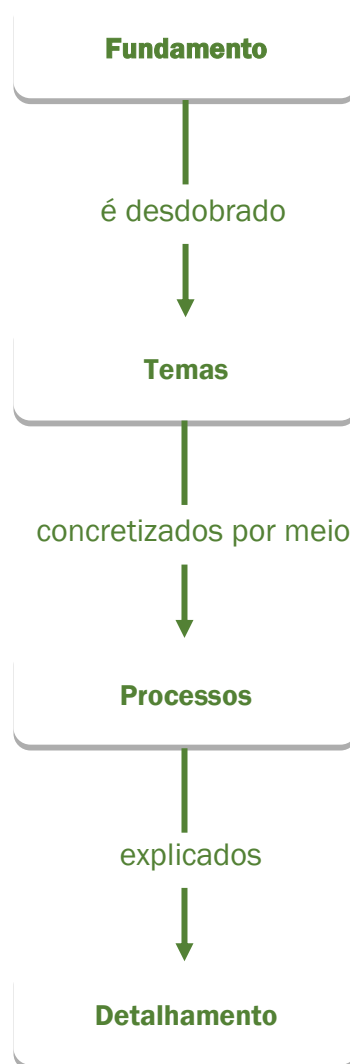 Fundamento
é desdobrado
Temas
concretizados por meio
Processos
explicados
Detalhamento